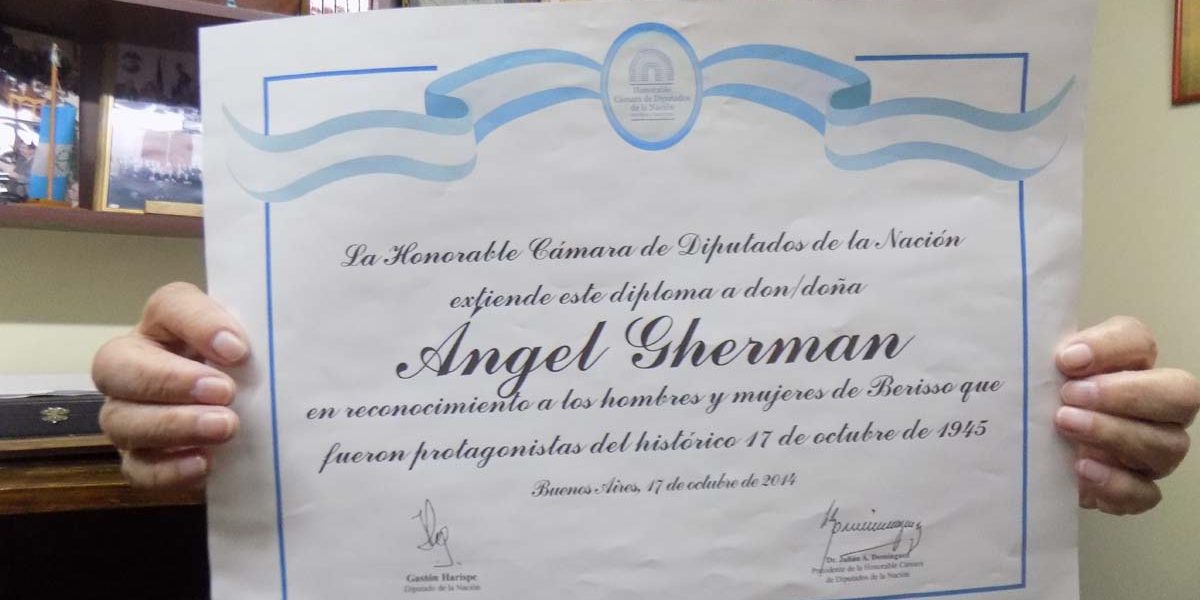 Honorable
Cámara de Diputados
de la Nación
La Honorable Cámara de Diputados de la Nación
extiende este diploma a don/doña
Ángel Gherman
en reconocimiento a los hombres y mujeres de Berisso que
fueron protagonistas del histórico 17 de octubre de 1945
Buenos Aires, 17 de octubre de 2014
Gastón Harispe
Diputado de la Nación
Dr. Julián A. Domínguez
Presidente de la Honorable Cámara
de Diputados de la Nación